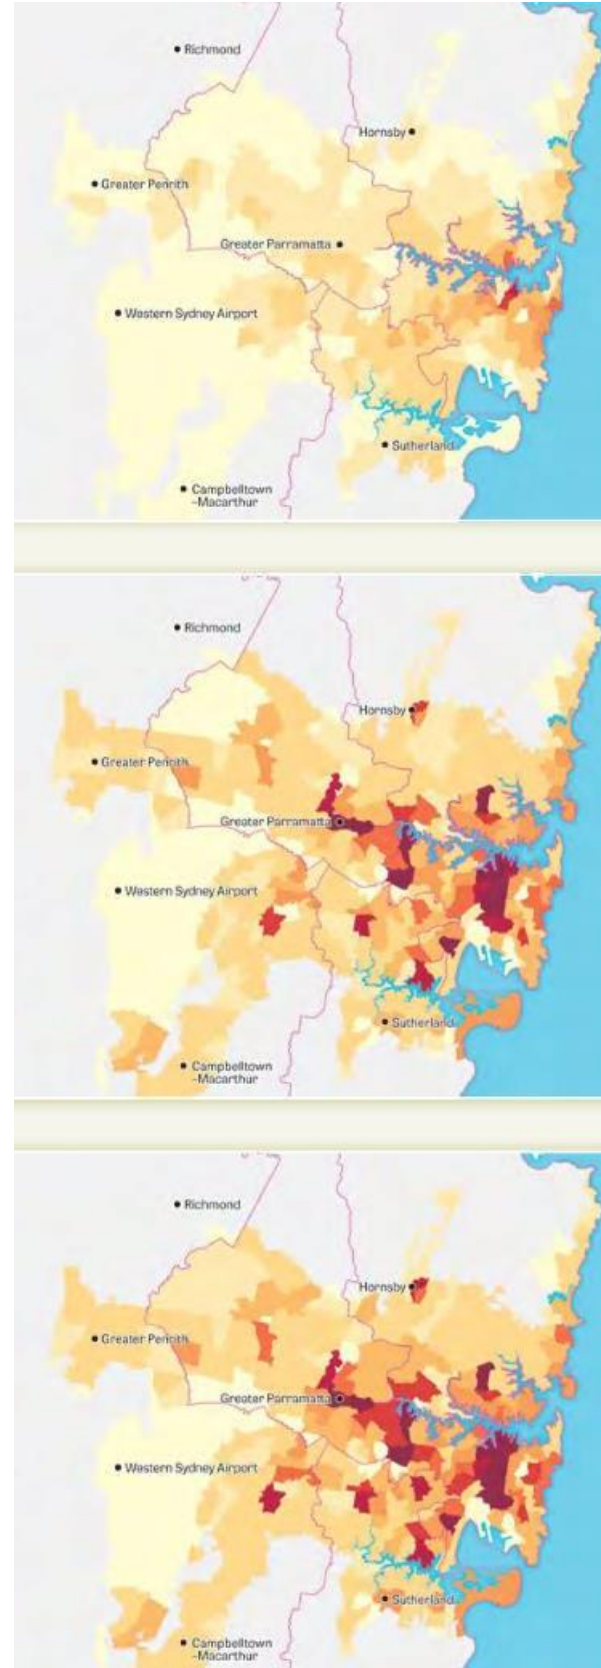 Richmond
Hornsby
Greater Penrith
Greater Parramatta
Western Sydney Airport
Sutherland
Campbelltown
-Macarthur
Richmond
Hornsby
Greater Penrith
Greater Parramatta
Western Sydney Airport
Sutherland
Campbelltown
-Macarthur
Richmond
Hornsby
Greater Penrith
Greater Parramatta
Western Sydney Airport
Sutherland
Campbelltown
-Macarthur